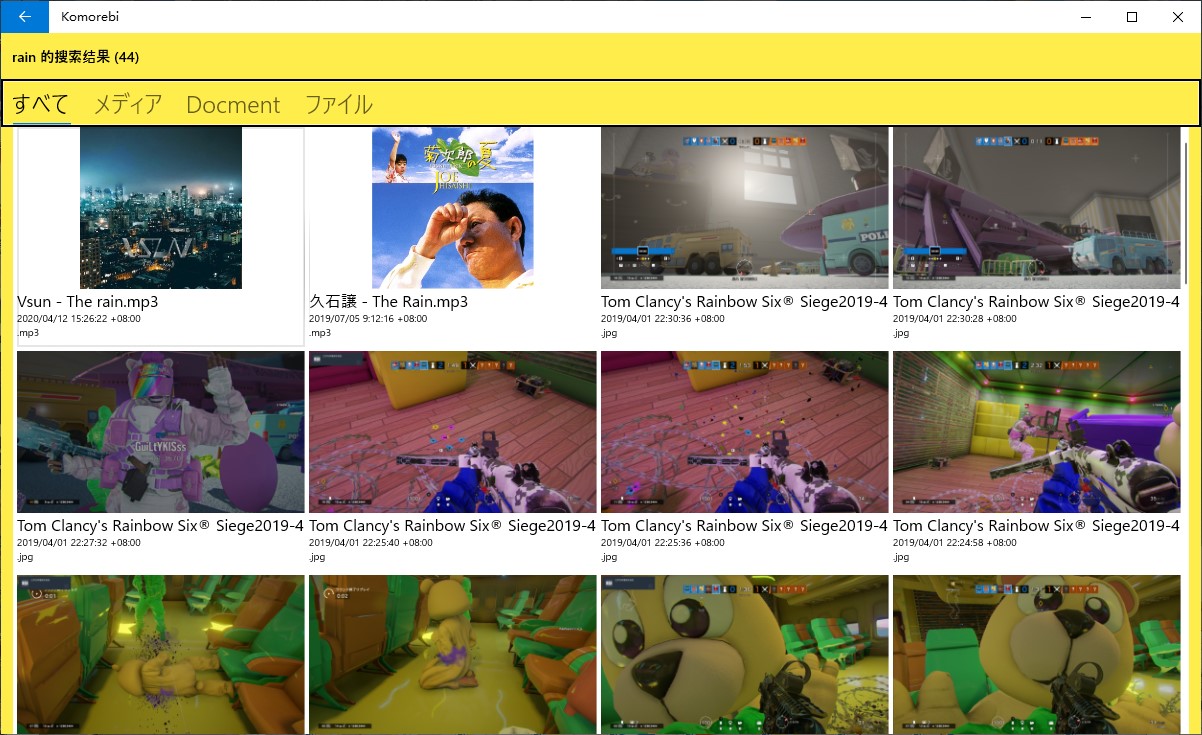 Komorebi
rain 的搜索结果 (44)
すべて メディア Docment ファイル
VSUN
菊次郎の夏
JOE
HISAISHI
Vsun - The rain.mp3
2020/04/12 15:26:22 +08:00
.mp3
久石譲 - The Rain.mp3
2019/07/05 9:12:16 +08:00
.mp3
POLI
Tom Clancy's Rainbow Six® Siege2019-4
2019/04/01 22:30:36 +08:00
.jpg
Tom Clancy's Rainbow Six® Siege2019-4
2019/04/01 22:30:28 +08:00
.jpg
GuiLtYKISss
Tom Clancy's Rainbow Six® Siege2019-4
2019/04/01 22:27:32 +08:00
.jpg
Tom Clancy's Rainbow Six® Siege2019-4
2019/04/01 22:25:40 +08:00
.jpg
Tom Clancy's Rainbow Six® Siege2019-4
2019/04/01 22:25:36 +08:00
.jpg
Tom Clancy's Rainbow Six® Siege2019-4
2019/04/01 22:24:58 +08:00
.jpg
0:01
0:02